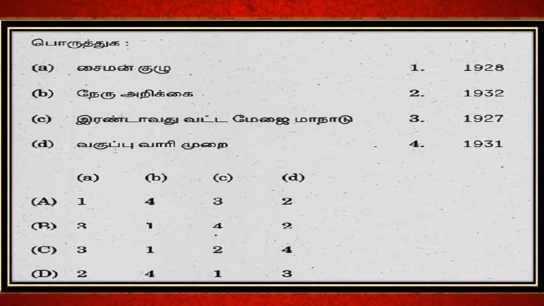 பொருத்துக :
(a) சைமன் குழு 1. 1928
(b) நேரு அறிக்கை 2. 1932
(c) இரண்டாவது வட்ட மேஜை மாநாடு 3. 1927
(d) வகுப்பு வாரி முறை 4. 1931
(a) (b) (c) (d)
(A) 1 4 3 2
(B) 3 1 4 2
(C) 3 1 2 4
(D) 2 4 1 3